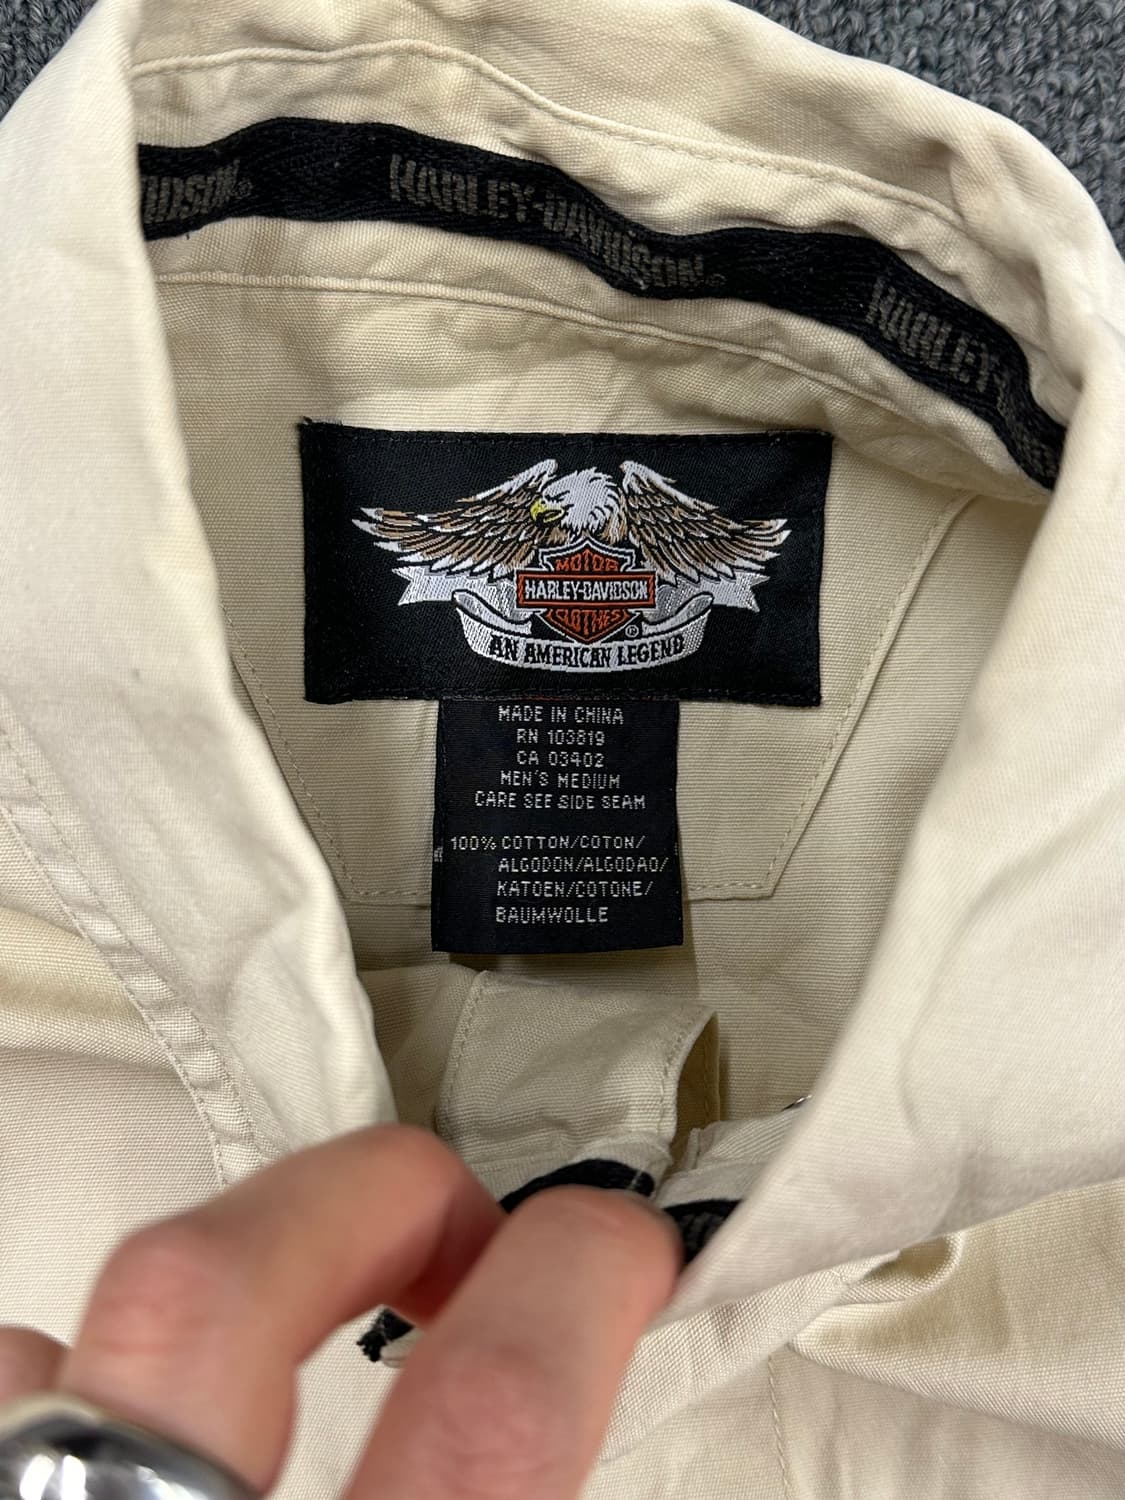 HARLEY-DAVIDSON®
HARLEY-
MOTOR
HARLEY-DAVIDSON
CLOTHES
®
AN AMERICAN LEGEND
MADE IN CHINA
RN 103819
CA 03402
MEN'S MEDIUM
CARE SEE SIDE SEAM
100% COTTON/COTON/
ALGODON/ALGODAO/
KATOEN/COTONE/
BAUMWOLLE